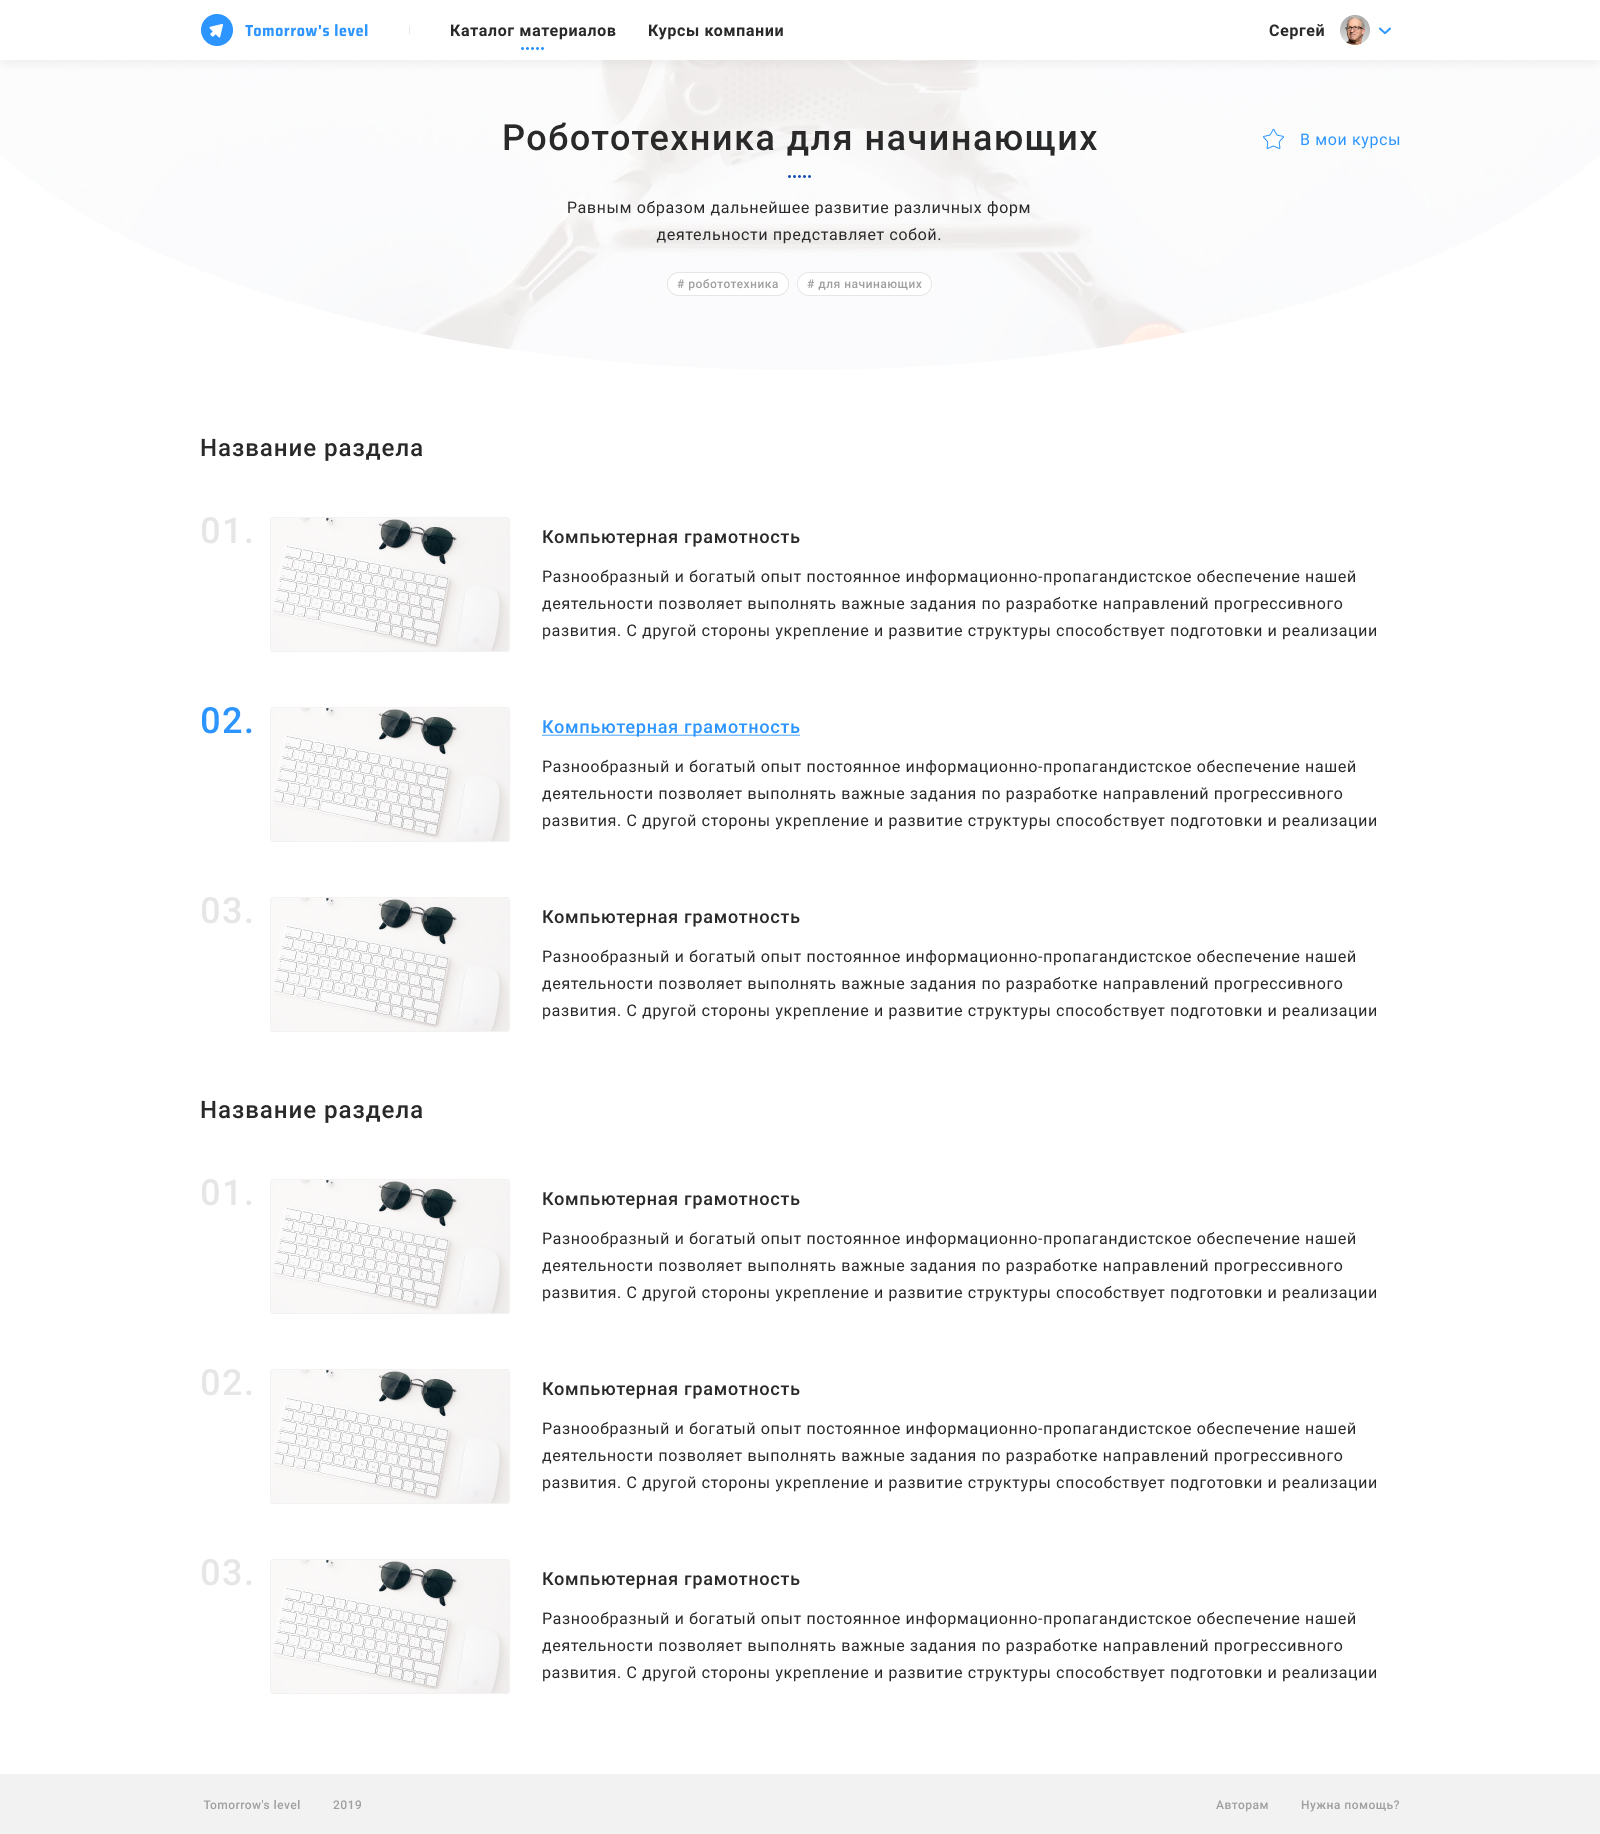 Tomorrow's level
Каталог материалов
Курсы компании
Сергей
Робототехника для начинающих
В мои курсы
Равным образом дальнейшее развитие различных форм
деятельности представляет собой.
# робототехника
# для начинающих
Название раздела
01.
Компьютерная грамотность
Разнообразный и богатый опыт постоянное информационно-пропагандистское обеспечение нашей
деятельности позволяет выполнять важные задания по разработке направлений прогрессивного
развития. С другой стороны укрепление и развитие структуры способствует подготовки и реализации
02.
Компьютерная грамотность
Разнообразный и богатый опыт постоянное информационно-пропагандистское обеспечение нашей
деятельности позволяет выполнять важные задания по разработке направлений прогрессивного
развития. С другой стороны укрепление и развитие структуры способствует подготовки и реализации
03.
Компьютерная грамотность
Разнообразный и богатый опыт постоянное информационно-пропагандистское обеспечение нашей
деятельности позволяет выполнять важные задания по разработке направлений прогрессивного
развития. С другой стороны укрепление и развитие структуры способствует подготовки и реализации
Название раздела
01.
Компьютерная грамотность
Разнообразный и богатый опыт постоянное информационно-пропагандистское обеспечение нашей
деятельности позволяет выполнять важные задания по разработке направлений прогрессивного
развития. С другой стороны укрепление и развитие структуры способствует подготовки и реализации
02.
Компьютерная грамотность
Разнообразный и богатый опыт постоянное информационно-пропагандистское обеспечение нашей
деятельности позволяет выполнять важные задания по разработке направлений прогрессивного
развития. С другой стороны укрепление и развитие структуры способствует подготовки и реализации
03.
Компьютерная грамотность
Разнообразный и богатый опыт постоянное информационно-пропагандистское обеспечение нашей
деятельности позволяет выполнять важные задания по разработке направлений прогрессивного
развития. С другой стороны укрепление и развитие структуры способствует подготовки и реализации
Tomorrow's level
2019
Авторам
Нужна помощь?